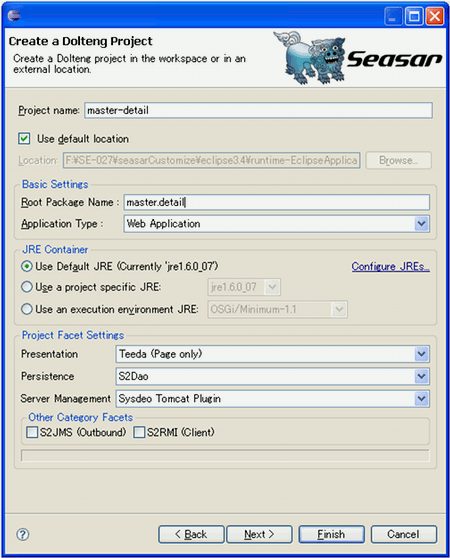 Create a Dolteng Project
Create a Dolteng project in the workspace or in an
external location.
Seasar
Project name: master-detail
Use default location
Location: F:¥SE-027¥seasarCustomize¥eclipse3.4¥runtime-EclipseApplica
Browse...
Basic Settings
Root Package Name : master.detail
Application Type : Web Application
JRE Container
Use Default JRE (Currently 'jre1.6.0_07') Configure JREs...
Use a project specific JRE: jre1.6.0_07
Use an execution environment JRE: OSGi/Minimum-1.1
Project Facet Settings
Presentation Teeda (Page only)
Persistence S2Dao
Server Management Sysdeo Tomcat Plugin
Other Category Facets
S2JMS (Outbound) S2RMI (Client)
? < Back Next > Finish Cancel